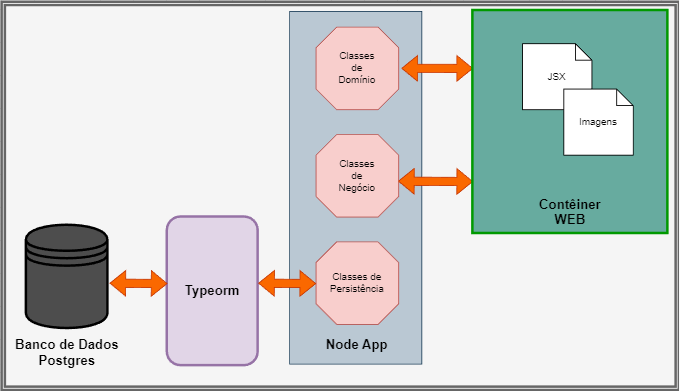 Classes
de
Domínio
JSX
Imagens
Classes
de
Negócio
Contêiner
WEB
Classes de
Persistência
Typeorm
Banco de Dados
Postgres
Node App